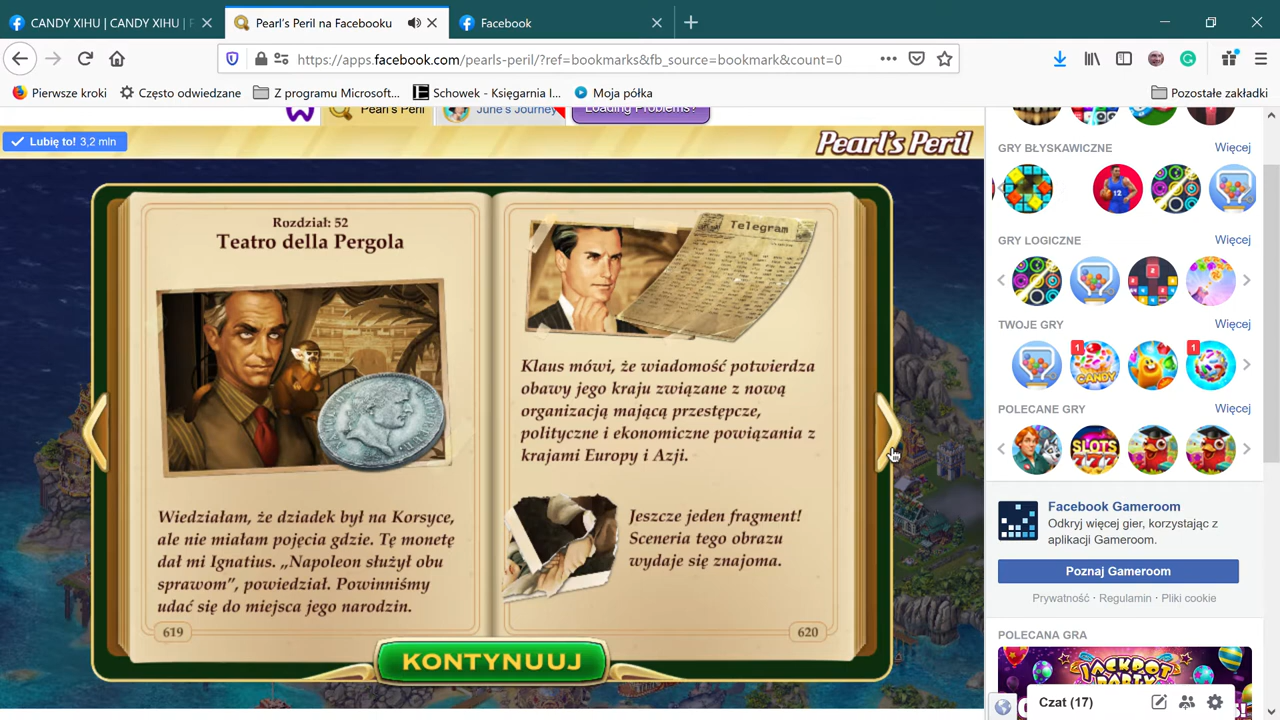 CANDY XIHU | CANDY XIHU | F
Pearl's Peril na Facebooku
Facebook
https://apps.facebook.com/pearls-peril/?ref=bookmarks&fb_source=bookmark&count=0
Pierwsze kroki
Często odwiedzane
Z programu Microsoft...
Schowek - Księgarnia I...
Moja półka
Pozostałe zakładki
Pearl's Peril
June's Journey
Loading Problems?
Lubię to! 3,2 mln
Pearl's Peril
Rozdział: 52
Teatro della Pergola
Wiedziałam, że dziadek był na Korsyce,
ale nie miałam pojęcia gdzie. Tę monetę
dał mi Ignatius. „Napoleon służył obu
sprawom”, powiedział. Powinniśmy
udać się do miejsca jego narodzin.
619
Telegram
Klaus mówi, że wiadomość potwierdza
obawy jego kraju związane z nową
organizacją mającą przestępcze,
polityczne i ekonomiczne powiązania z
krajami Europy i Azji.
Jeszcze jeden fragment!
Sceneria tego obrazu
wydaje się znajoma.
620
KONTYNUUJ
GRY BŁYSKAWICZNE
Więcej
12
GRY LOGICZNE
Więcej
TWOJE GRY
Więcej
1
CANDY
1
POLECANE GRY
Więcej
SLOTS
Facebook Gameroom
Odkryj więcej gier, korzystając z
aplikacji Gameroom.
Poznaj Gameroom
Prywatność · Regulamin · Pliki cookie
POLECANA GRA
JACKPOT
PARTY
Czat (17)